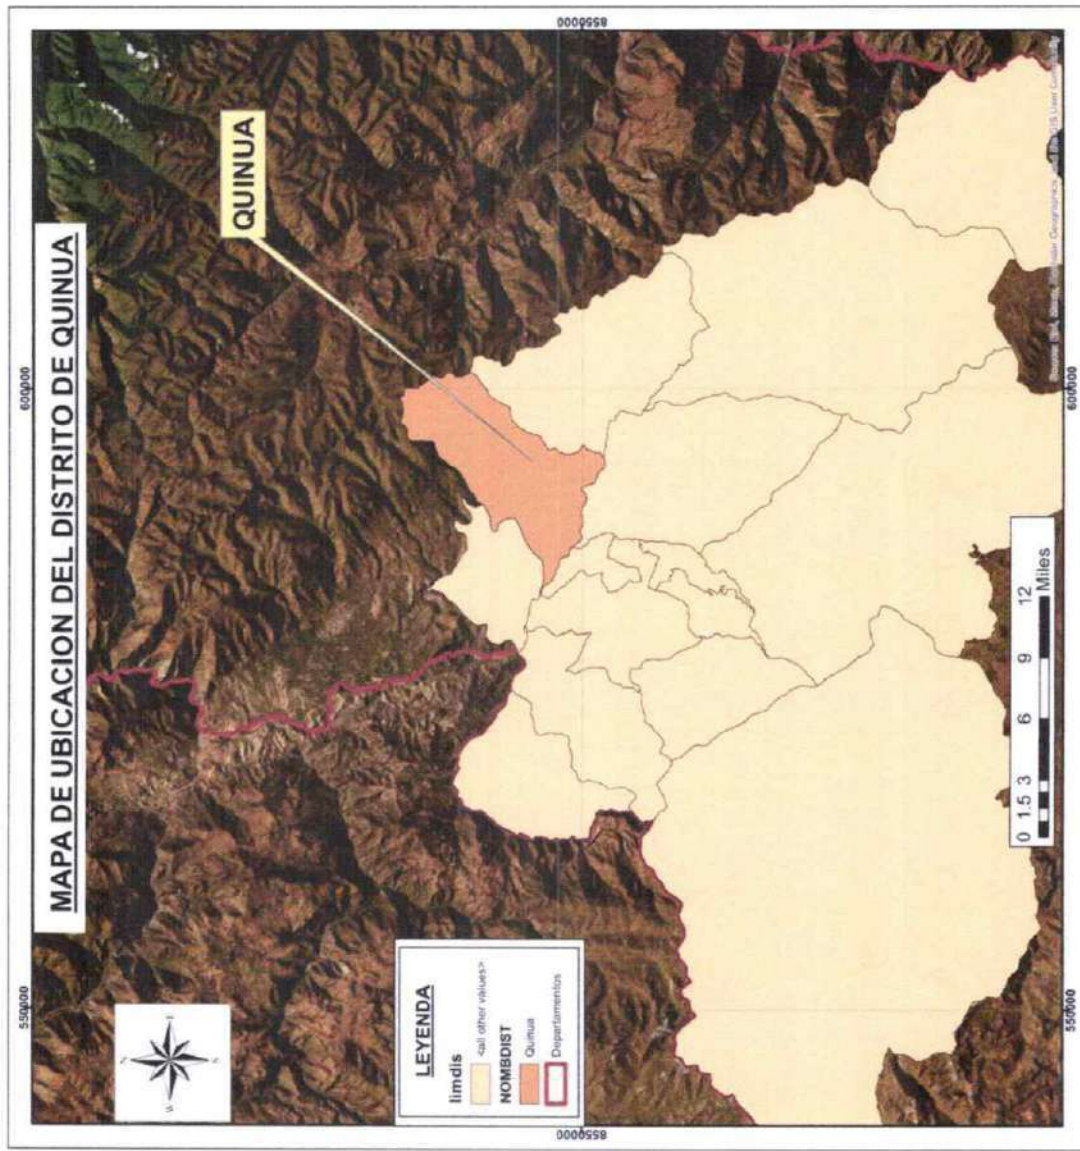 MAPA DE UBICACION DEL DISTRITO DE QUINUA
550000
600000
8550000
8550000
QUINUA
N
W
E
S
LEYENDA
limdis
<all other values>
NOMBDIST
Quinua
Departamentos
0 1.5 3 6 9 12
Miles
550000
600000